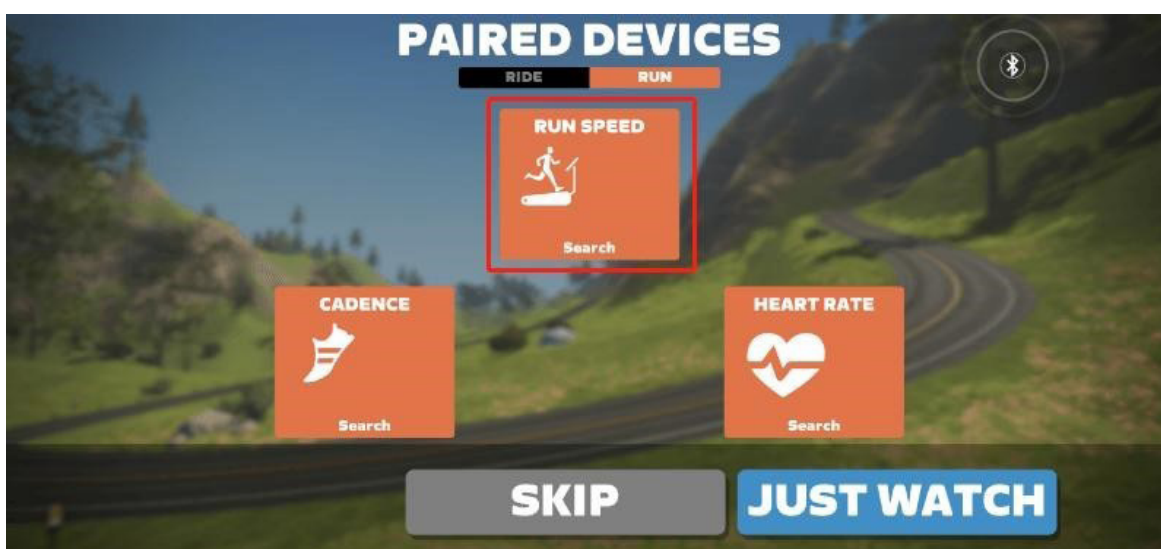 PAIRED DEVICES
RIDE RUN
RUN SPEED
Search
CADENCE
Search
HEART RATE
Search
SKIP
JUST WATCH